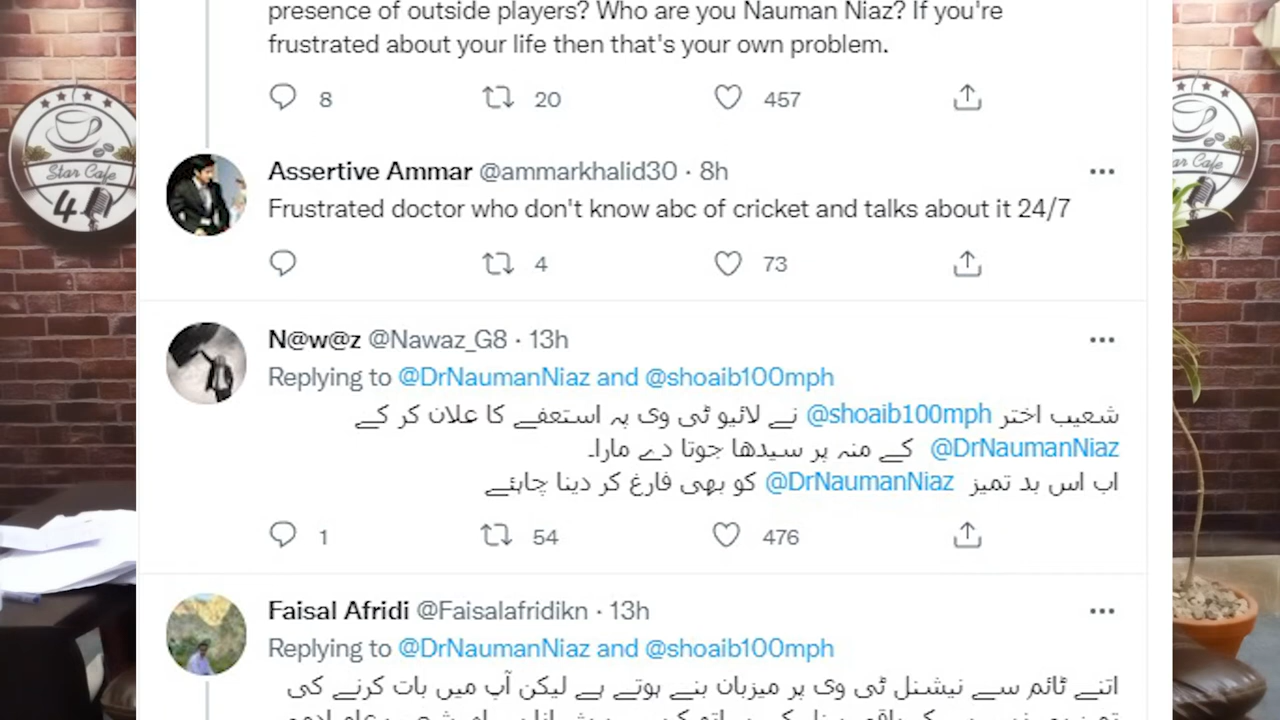 presence of outside players? Who are you Nauman Niaz? If you're
frustrated about your life then that's your own problem.
8 20 457
Star Cafe
4
ar Cafe
Assertive Ammar @ammarkhalid30 · 8h
Frustrated doctor who don't know abc of cricket and talks about it 24/7
4 73
N@w@z @Nawaz_G8 · 13h
Replying to @DrNaumanNiaz and @shoaib100mph
شعیب اختر @shoaib100mph نے لائیو ٹی وی پہ استعفے کا علان کر کے
@DrNaumanNiaz کے منہ پر سیدھا جوتا دے مارا۔
اب اس بد تمیز @DrNaumanNiaz کو بھی فارغ کر دینا چاہئے
1 54 476
Faisal Afridi @Faisalafridikn · 13h
Replying to @DrNaumanNiaz and @shoaib100mph
اتنے ٹائم سے نیشنل ٹی وی پر میزبان بنے ہوتے ہے لیکن آپ میں بات کرنے کی